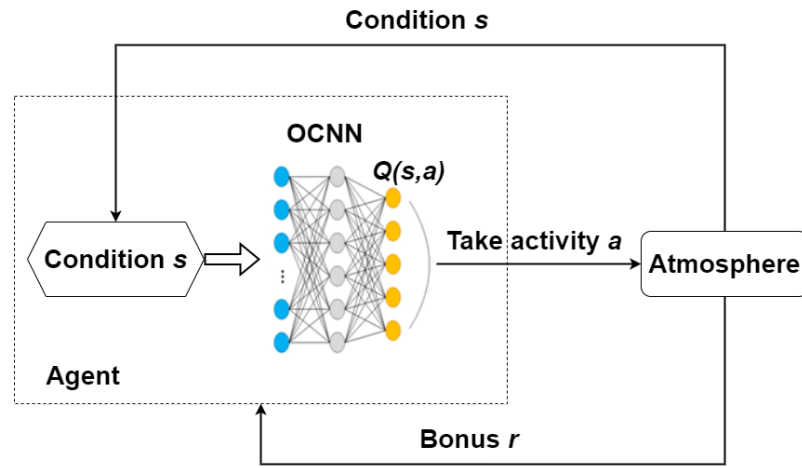 Condition s
OCNN
Q(s,a)
Condition s
Take activity a
Atmosphere
Agent
Bonus r